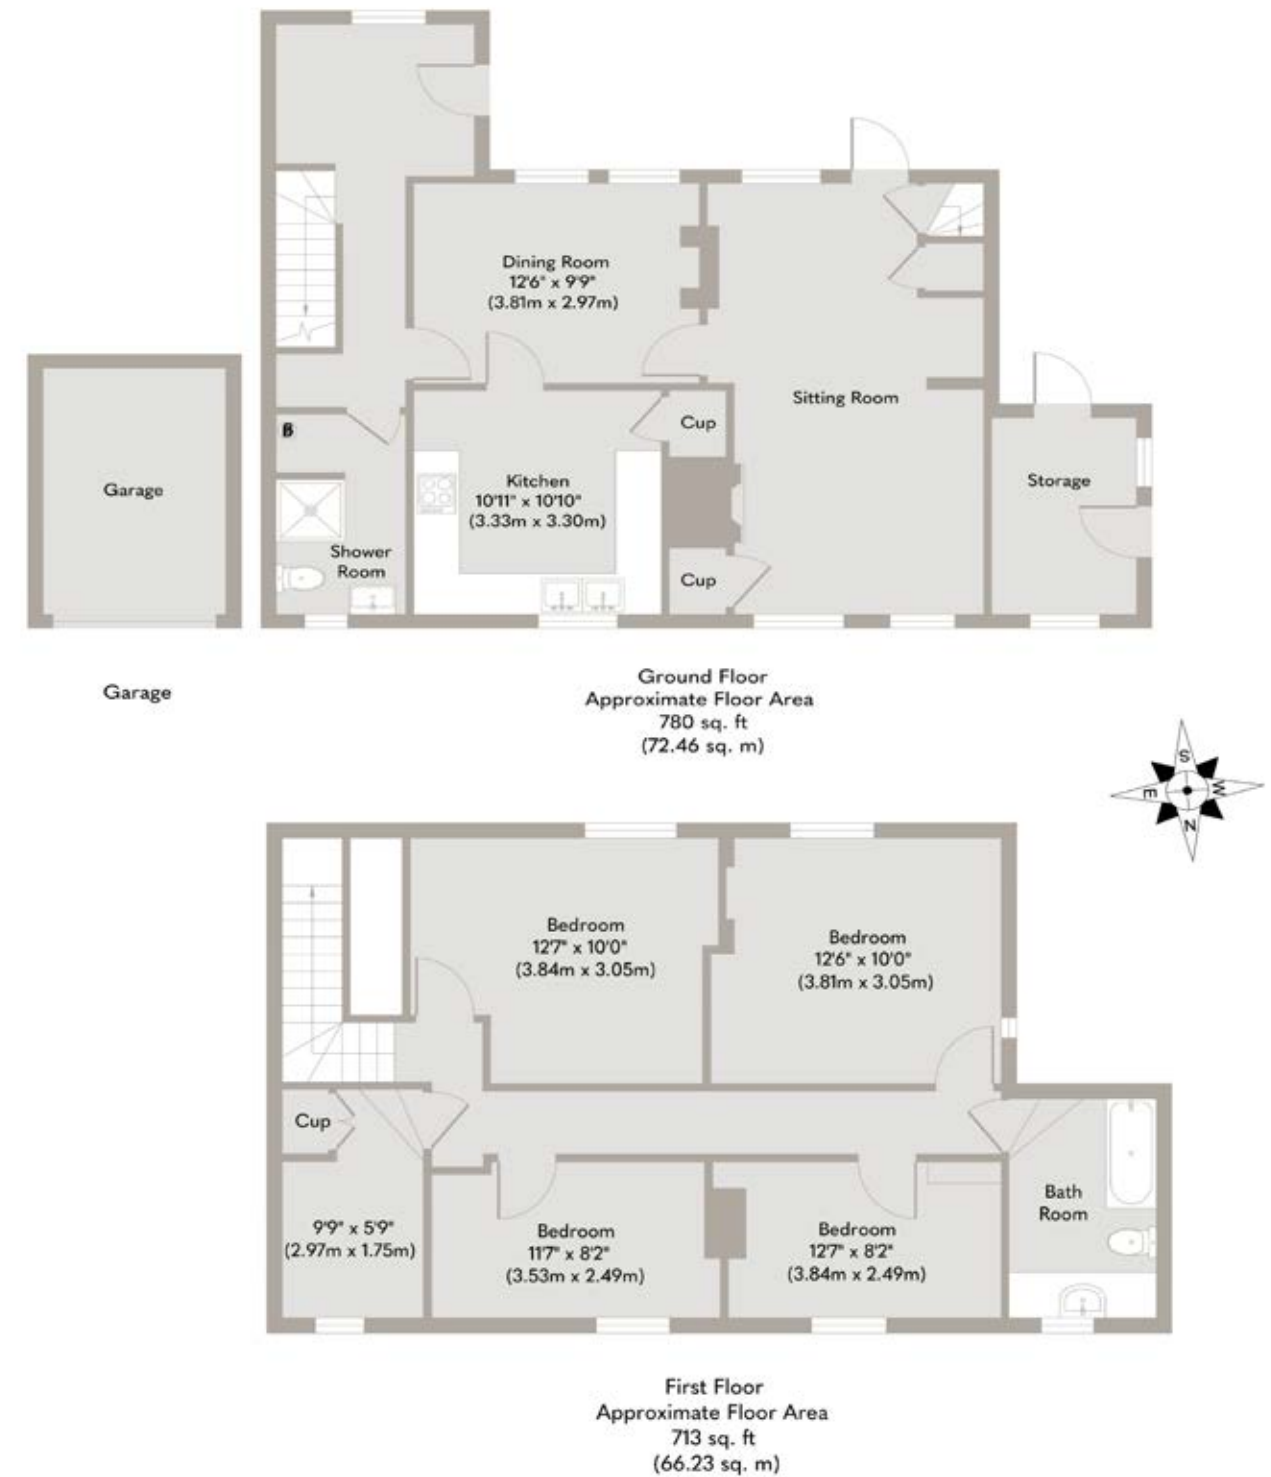 Dining Room
12'6" x 9'9"
(3.81m x 2.97m)
Sitting Room
Cup
Garage
Kitchen
10'11" x 10'10"
(3.33m x 3.30m)
Storage
Shower
Room
Cup
Garage
Ground Floor
Approximate Floor Area
780 sq. ft
(72.46 sq. m)
S
E
W
N
Bedroom
12'7" x 10'0"
(3.84m x 3.05m)
Bedroom
12'6" x 10'0"
(3.81m x 3.05m)
Cup
Bath
Room
9'9" x 5'9"
(2.97m x 1.75m)
Bedroom
11'7" x 8'2"
(3.53m x 2.49m)
Bedroom
12'7" x 8'2"
(3.84m x 2.49m)
First Floor
Approximate Floor Area
713 sq. ft
(66.23 sq. m)